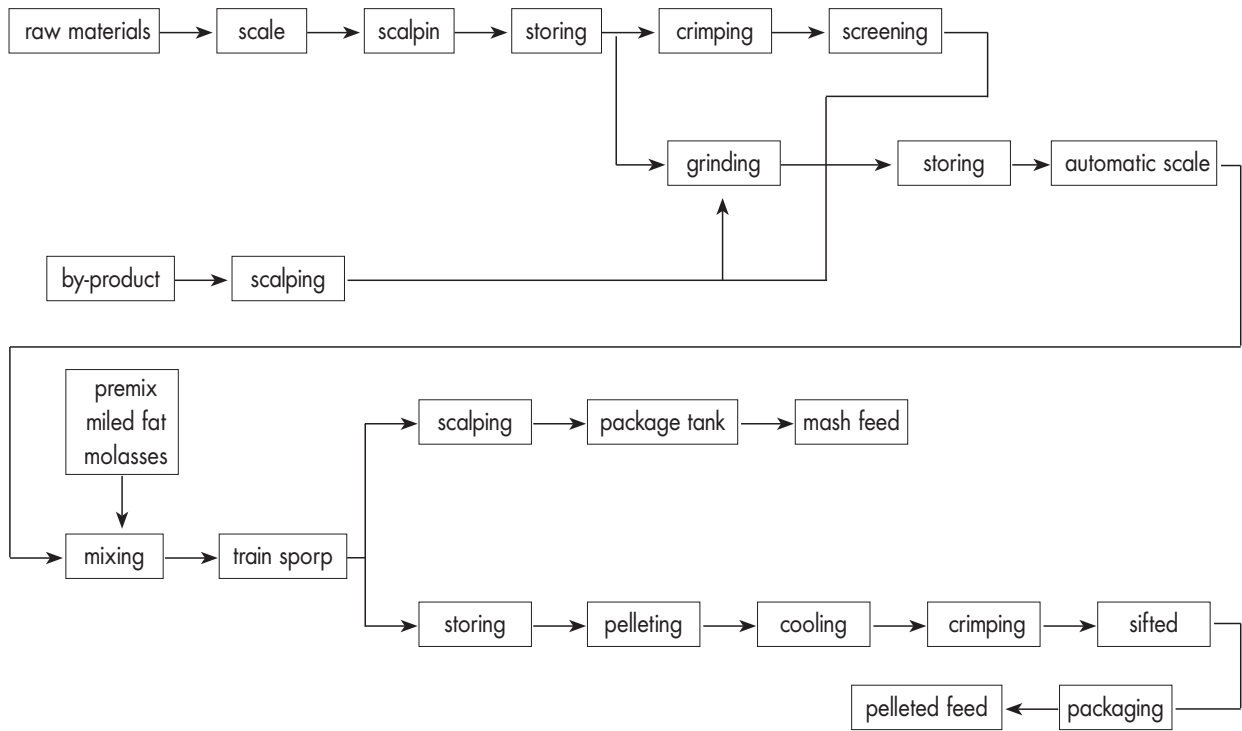 raw materials
scale
scalpin
storing
crimping
screening
grinding
storing
automatic scale
by-product
scalping
premix
miled fat
molasses
scalping
package tank
mash feed
mixing
train sporp
storing
pelleting
cooling
crimping
sifted
pelleted feed
packaging